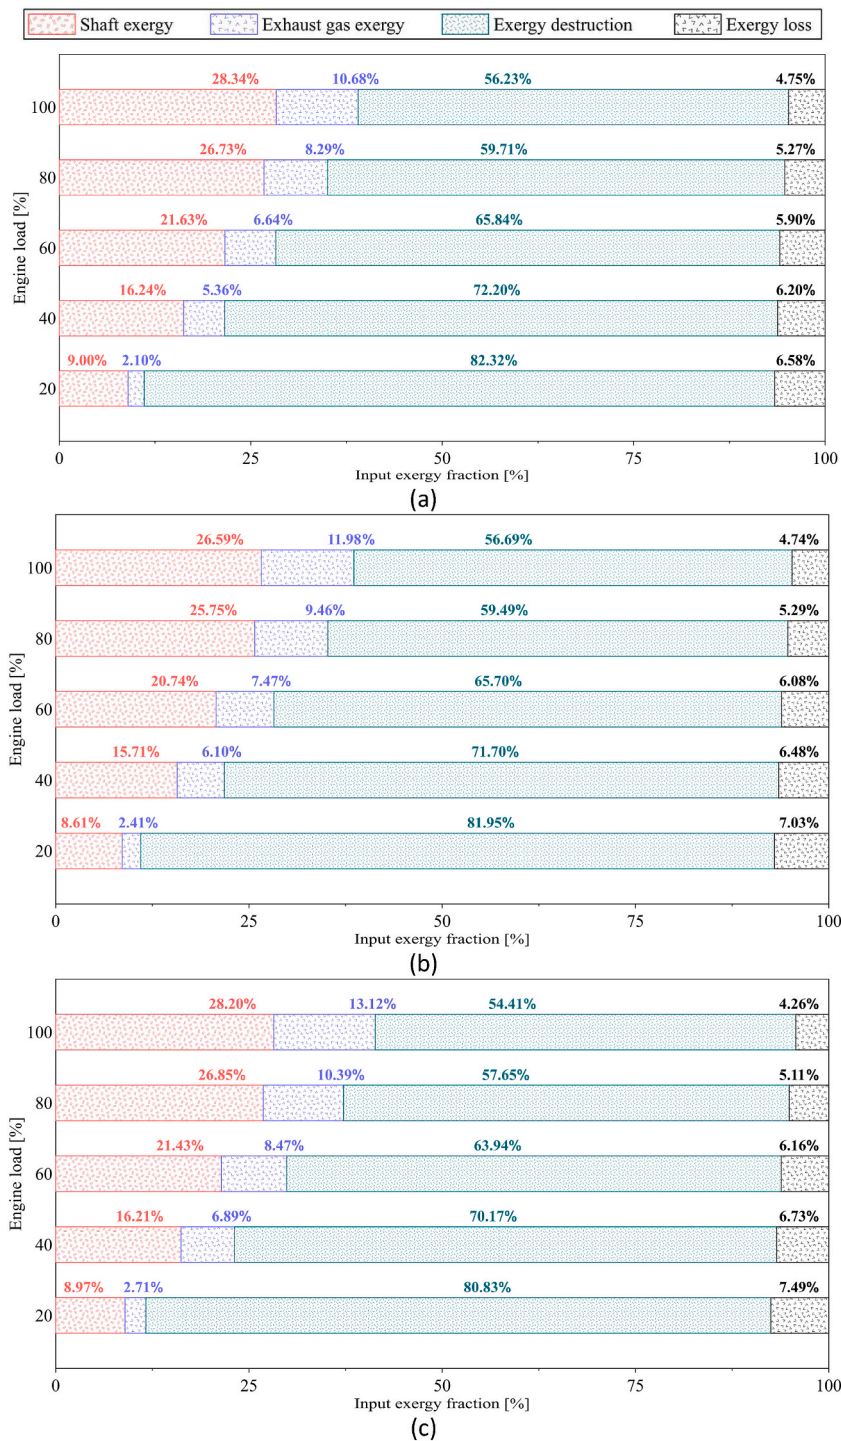 Shaft exergy Exhaust gas exergy Exergy destruction Exergy loss
28.34% 10.68% 56.23% 4.75%
100
26.73% 8.29% 59.71% 5.27%
80
21.63% 6.64% 65.84% 5.90%
60
16.24% 5.36% 72.20% 6.20%
40
9.00% 2.10% 82.32% 6.58%
20
Engine load [%]
0 25 50 75 100
Input exergy fraction [%]
(a)
26.59% 11.98% 56.69% 4.74%
100
25.75% 9.46% 59.49% 5.29%
80
20.74% 7.47% 65.70% 6.08%
60
15.71% 6.10% 71.70% 6.48%
40
8.61% 2.41% 81.95% 7.03%
20
Engine load [%]
0 25 50 75 100
Input exergy fraction [%]
(b)
28.20% 13.12% 54.41% 4.26%
100
26.85% 10.39% 57.65% 5.11%
80
21.43% 8.47% 63.94% 6.16%
60
16.21% 6.89% 70.17% 6.73%
40
8.97% 2.71% 80.83% 7.49%
20
Engine load [%]
0 25 50 75 100
Input exergy fraction [%]
(c)